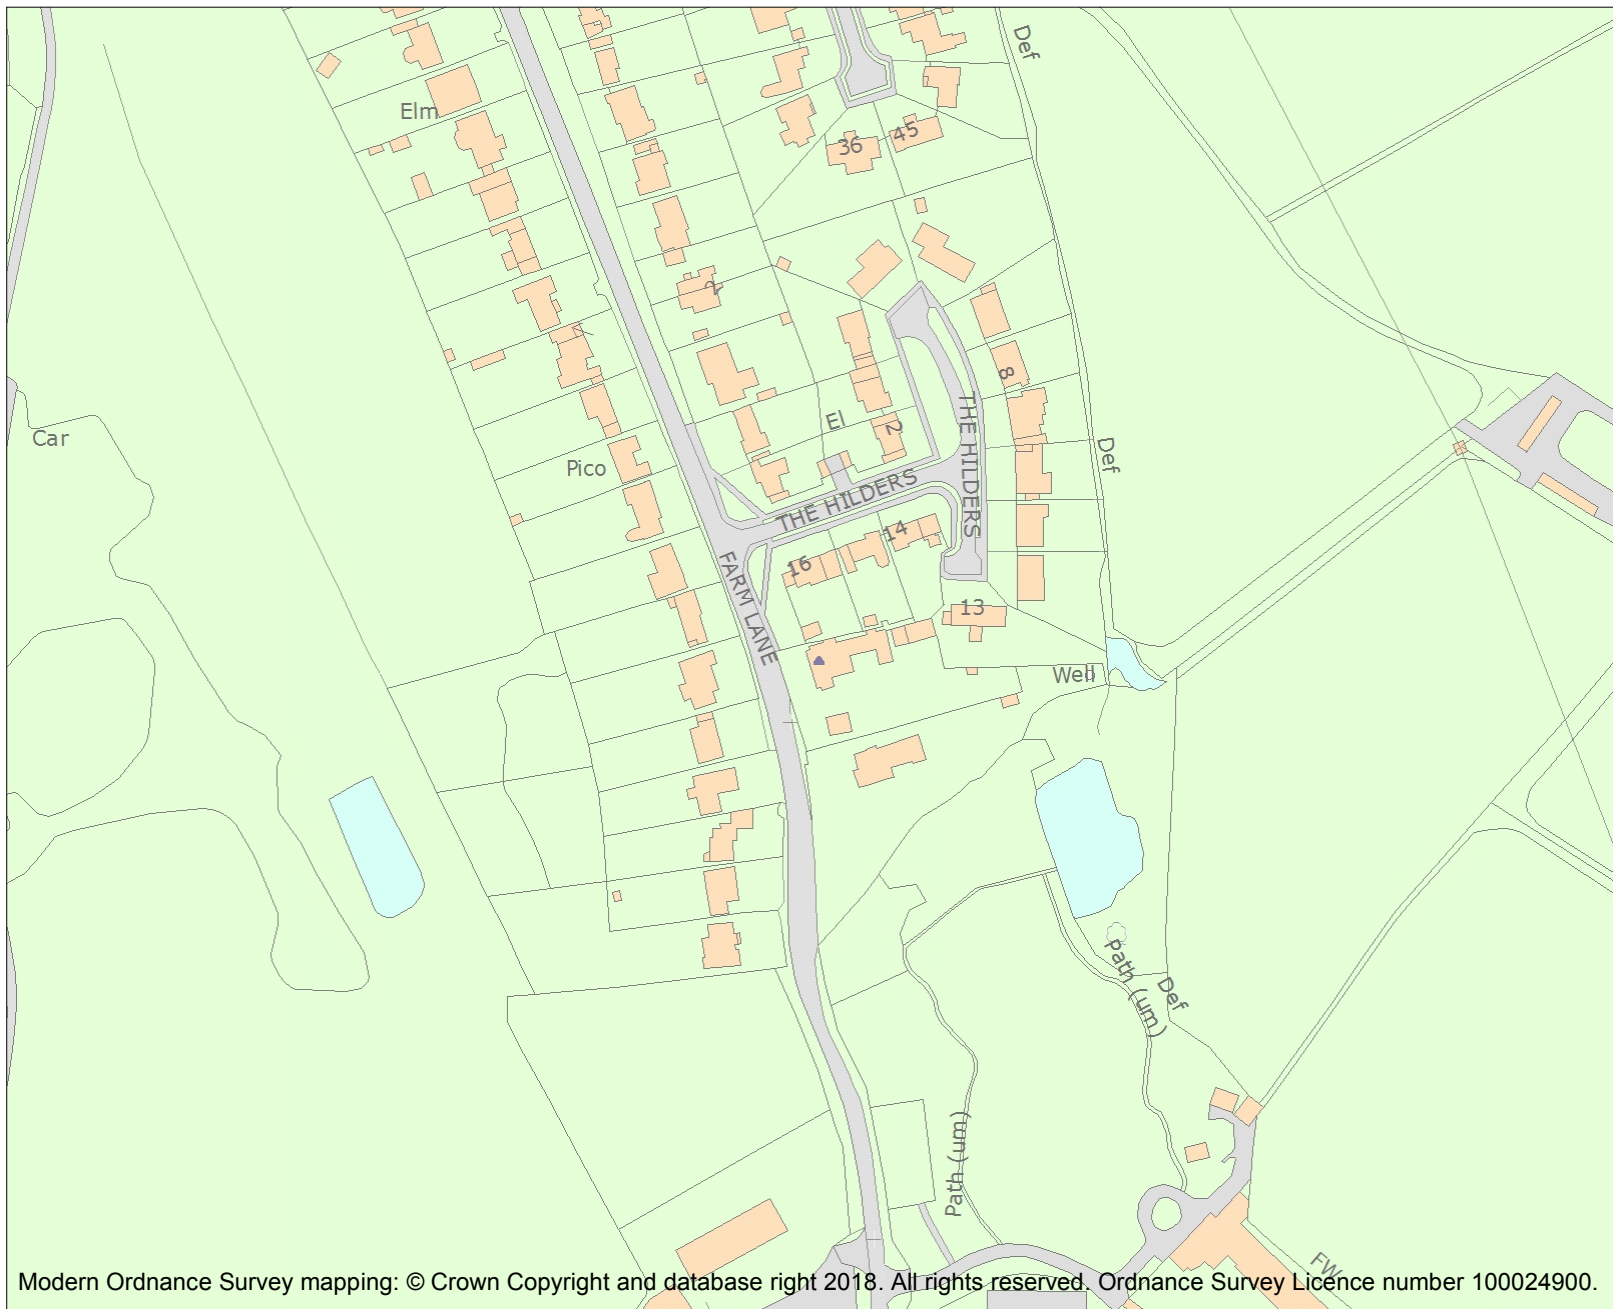 Def
Elm
36
45
2
7
8
THE HILDERS
El
2
Car
Pico
Def
THE HILDERS
14
16
FARM LANE
13
Well
Path (um)
Def
Path (um)
FW
Modern Ordnance Survey mapping: © Crown Copyright and database right 2018. All rights reserved. Ordnance Survey Licence number 100024900.